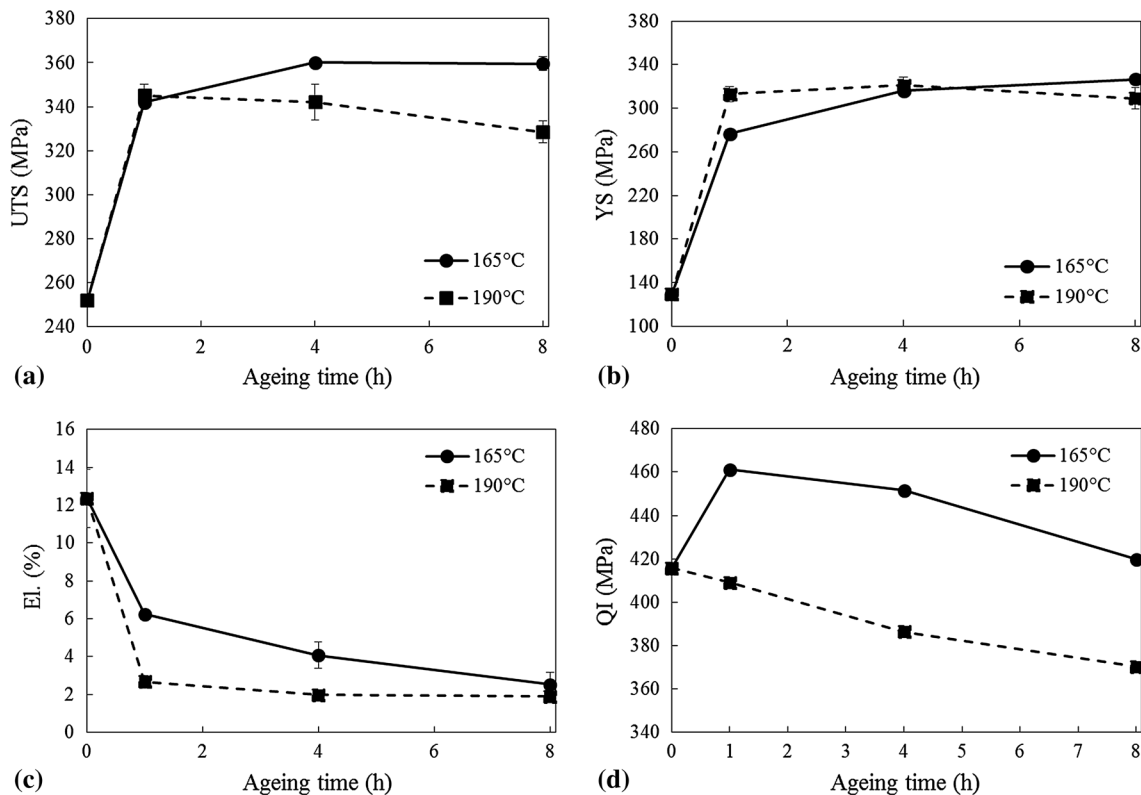 380
360
340
320
300
280
260
240
UTS (MPa)
165°C
190°C
0
2
4
6
8
Ageing time (h)
(a)
380
340
300
260
220
180
140
100
YS (MPa)
165°C
190°C
0
2
4
6
8
Ageing time (h)
(b)
16
14
12
10
8
6
4
2
0
El. (%)
165°C
190°C
0
2
4
6
8
Ageing time (h)
(c)
480
460
440
420
400
380
360
340
QI (MPa)
165°C
190°C
0
1
2
3
4
5
6
7
8
Ageing time (h)
(d)